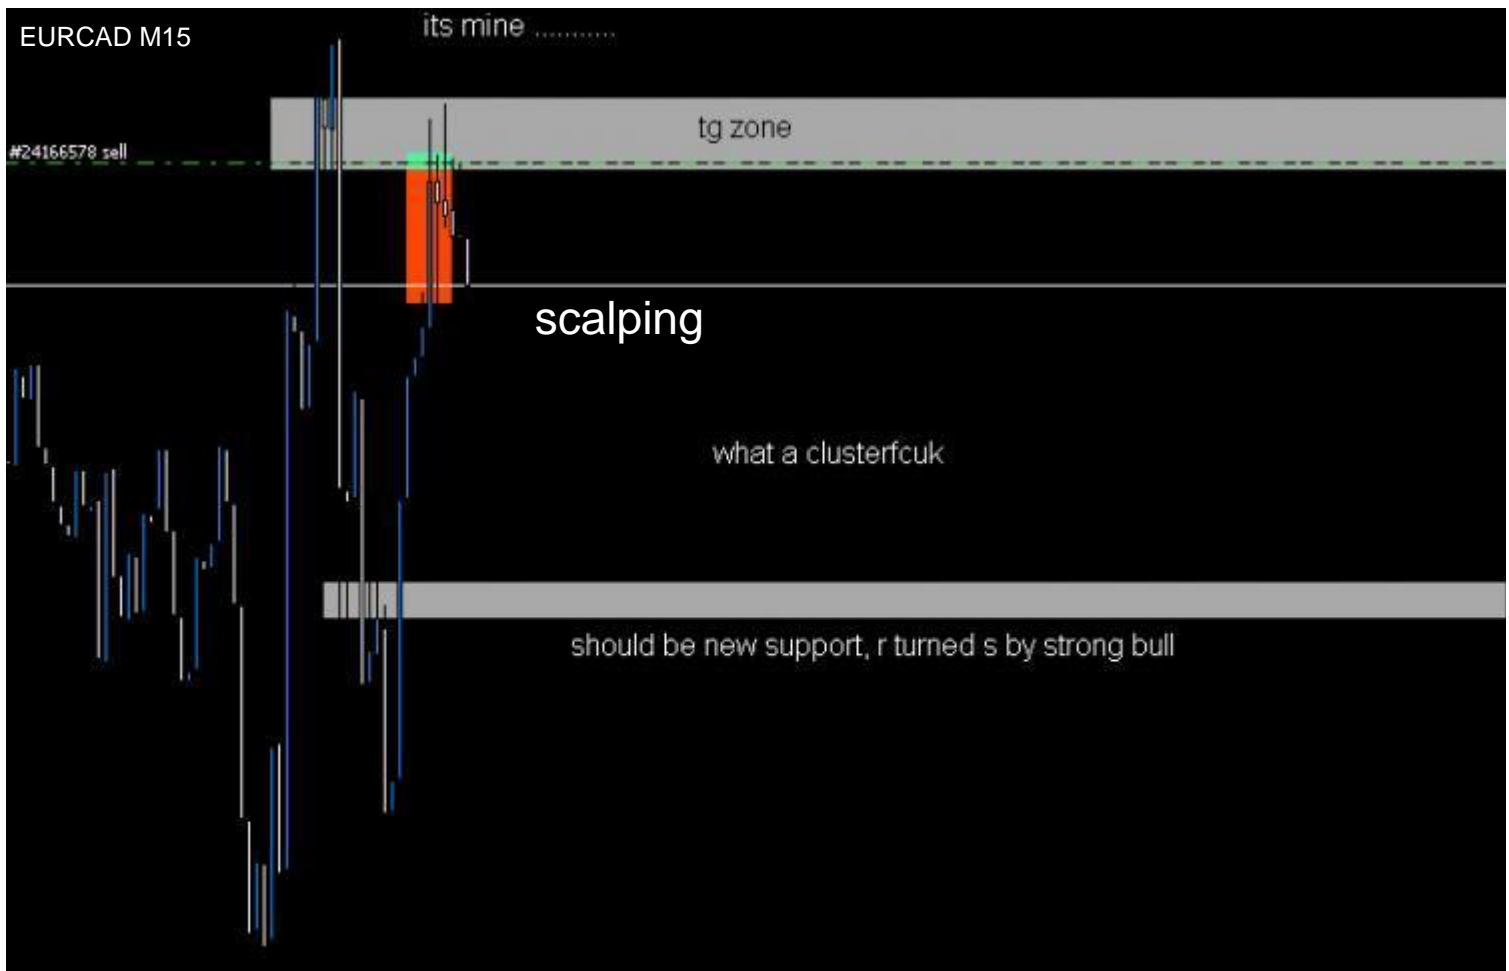 its mine ...........
EURCAD M15
tg zone
#24166578 sell
scalping
what a clusterfcuk
should be new support, r turned s by strong bull